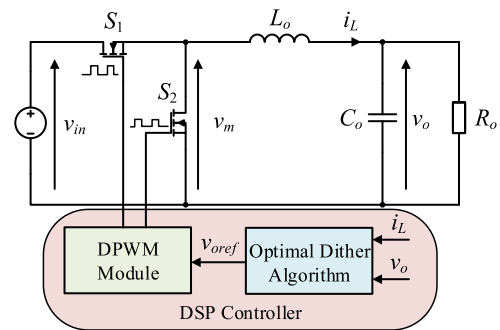 S1
Lo
iL
S2
vin
vm
Co
vo
Ro
DPWM
Module
voref
Optimal Dither
Algorithm
iL
vo
DSP Controller